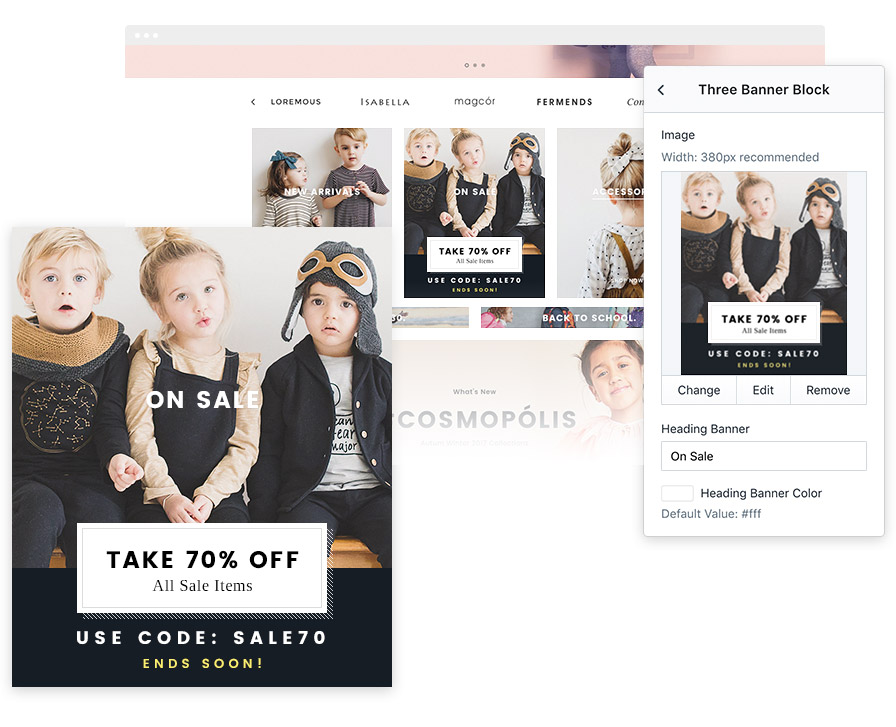 LOREMOUS
ISABELLA
magcór
FERMENDS
NEW ARRIVALS
ON SALE
TAKE 70% OFF
All Sale Items
USE CODE: SALE70
ENDS SOON!
BACK TO SCHOOL.
What's New
COSMOPÓLIS
ON SALE
TAKE 70% OFF
All Sale Items
USE CODE: SALE70
ENDS SOON!
Three Banner Block
Image
Width: 380px recommended
TAKE 70% OFF
All Sale Items
USE CODE: SALE70
ENDS SOON!
Change
Edit
Remove
Heading Banner
On Sale
Heading Banner Color
Default Value: #fff